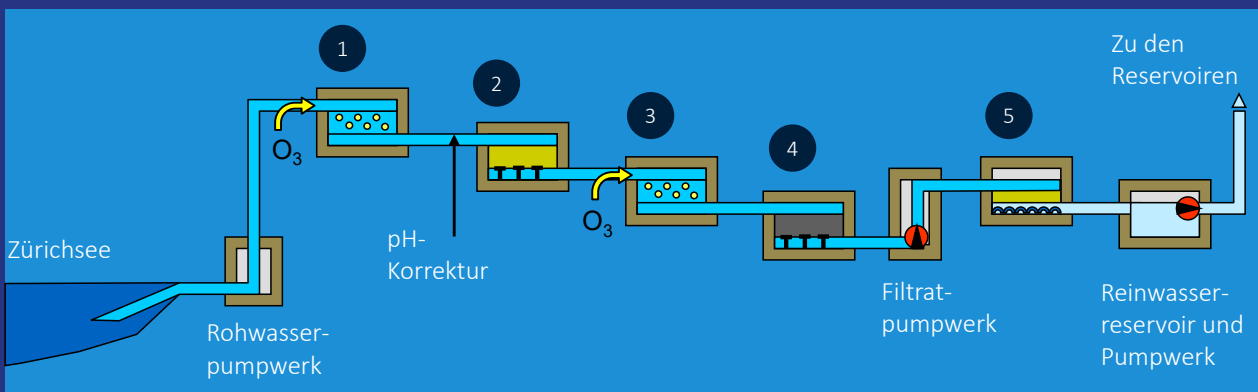 1
2
3
4
5
O₃
O₃
pH-
Korrektur
Zürichsee
Rohwasser-
pumpwerk
Filtrat-
pumpwerk
Reinwasser-
reservoir und
Pumpwerk
Zu den
Reservoiren